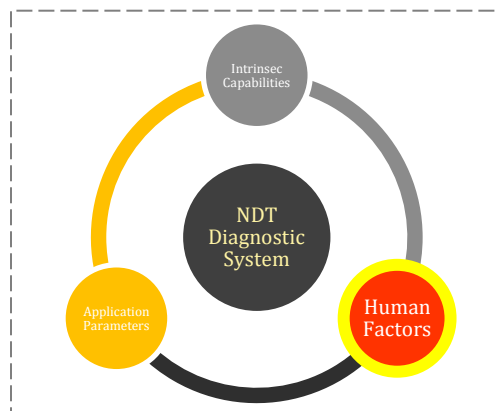 Intrinsec
Capabilities
NDT
Diagnostic
System
Application
Parameters
Human
Factors